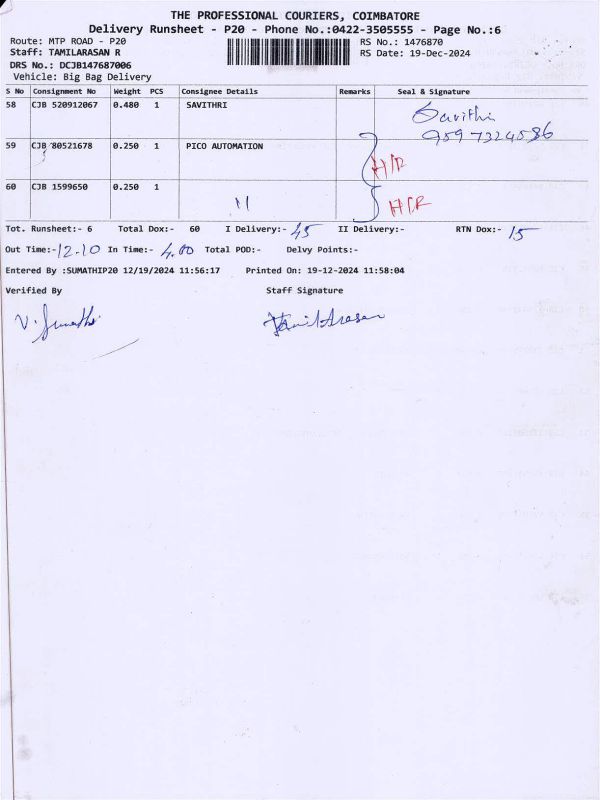 THE PROFESSIONAL COURIERS, COIMBATORE
Delivery Runsheet - P20 - Phone No.:0422-3505555 - Page No.:6
Route: MTP ROAD - P20 RS No.: 1476870
Staff: TAMILARASAN R RS Date: 19-Dec-2024
DRS No.: DCJB147687006
Vehicle: Big Bag Delivery
S No Consignment No Weight PCS Consignee Details Remarks Seal & Signature
58 CJB 520912067 0.480 1 SAVITHRI Savithri
9597324586
59 CJB 80521678 0.250 1 PICO AUTOMATION H/R
60 CJB 1599650 0.250 1 11 H/R
Tot. Runsheet:- 6 Total Dox:- 60 I Delivery:- 45 II Delivery:- RTN Dox:- 15
Out Time:- 12.10 In Time:- 4.00 Total POD:- Delvy Points:-
Entered By :SUMATHIP20 12/19/2024 11:56:17 Printed On: 19-12-2024 11:58:04
Verified By Staff Signature
V. Sumathi Tamilarasan